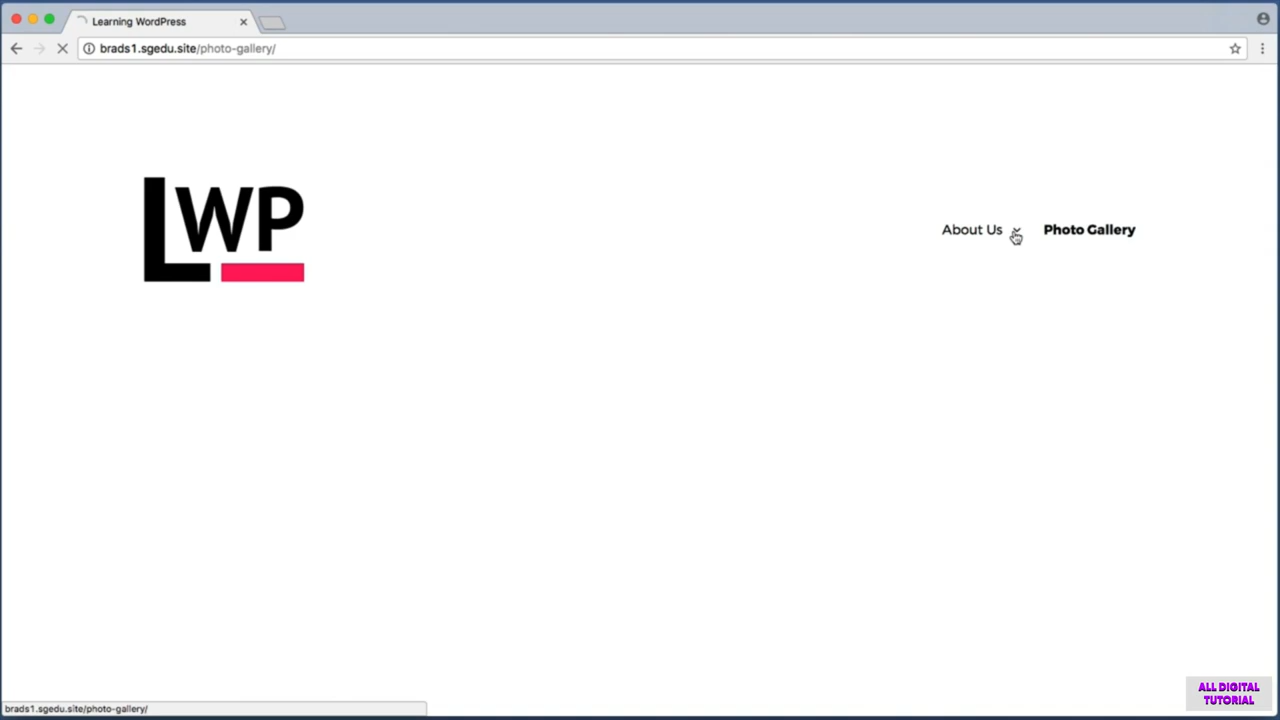 Learning WordPress
brads1.sgedu.site/photo-gallery/
LWP
About Us
Photo Gallery
brads1.sgedu.site/photo-gallery/
ALL DIGITAL
TUTORIAL